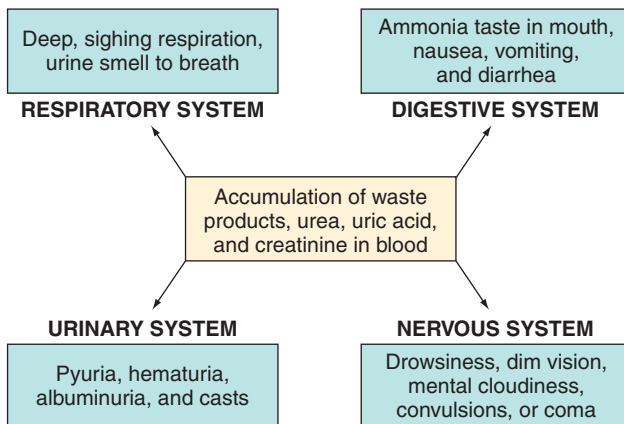 Deep, sighing respiration,
urine smell to breath
RESPIRATORY SYSTEM
Ammonia taste in mouth,
nausea, vomiting,
and diarrhea
DIGESTIVE SYSTEM
Accumulation of waste
products, urea, uric acid,
and creatinine in blood
URINARY SYSTEM
Pyuria, hematuria,
albuminuria, and casts
NERVOUS SYSTEM
Drowsiness, dim vision,
mental cloudiness,
convulsions, or coma